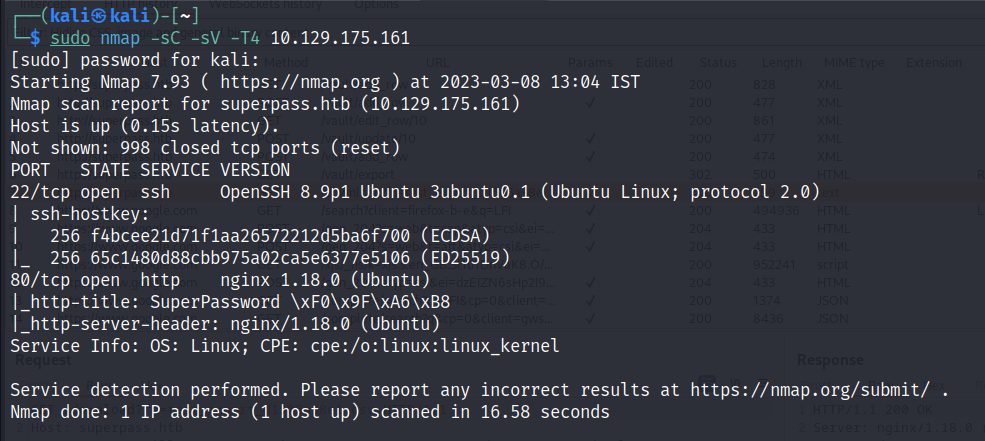 ┌──(kali㉿kali)-[~]
└─$ sudo nmap -sC -sV -T4 10.129.175.161
[sudo] password for kali:
Starting Nmap 7.93 ( https://nmap.org ) at 2023-03-08 13:04 IST
Nmap scan report for superpass.htb (10.129.175.161)
Host is up (0.15s latency).
Not shown: 998 closed tcp ports (reset)
PORT   STATE SERVICE VERSION
22/tcp open  ssh     OpenSSH 8.9p1 Ubuntu 3ubuntu0.1 (Ubuntu Linux; protocol 2.0)
| ssh-hostkey:
|   256 f4bcee21d71f1aa26572212d5ba6f700 (ECDSA)
|_  256 65c1480d88cbb975a02ca5e6377e5106 (ED25519)
80/tcp open  http    nginx 1.18.0 (Ubuntu)
|_http-title: SuperPassword \xF0\x9F\xA6\xB8
|_http-server-header: nginx/1.18.0 (Ubuntu)
Service Info: OS: Linux; CPE: cpe:/o:linux:linux_kernel
Service detection performed. Please report any incorrect results at https://nmap.org/submit/ .
Nmap done: 1 IP address (1 host up) scanned in 16.58 seconds